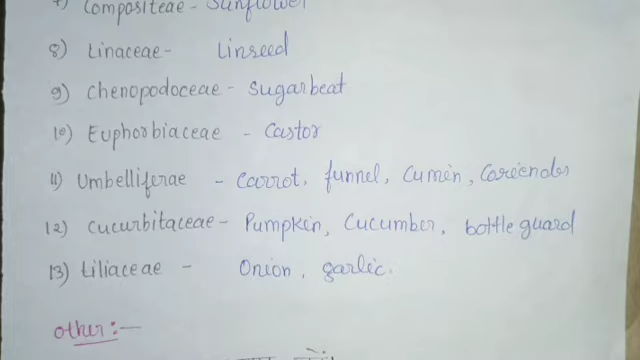 7) Compositeae - Sunflower
8) Linaceae - Linseed
9) Chenopodoceae - Sugarbeat
10) Euphorbiaceae - Castor
11) Umbelliferae - Carrot, funnel, Cumin, Coriender
12) Cucurbitaceae - Pumpkin, Cucumber, bottle guard
13) Liliaceae - Onion, garlic.
Other:-